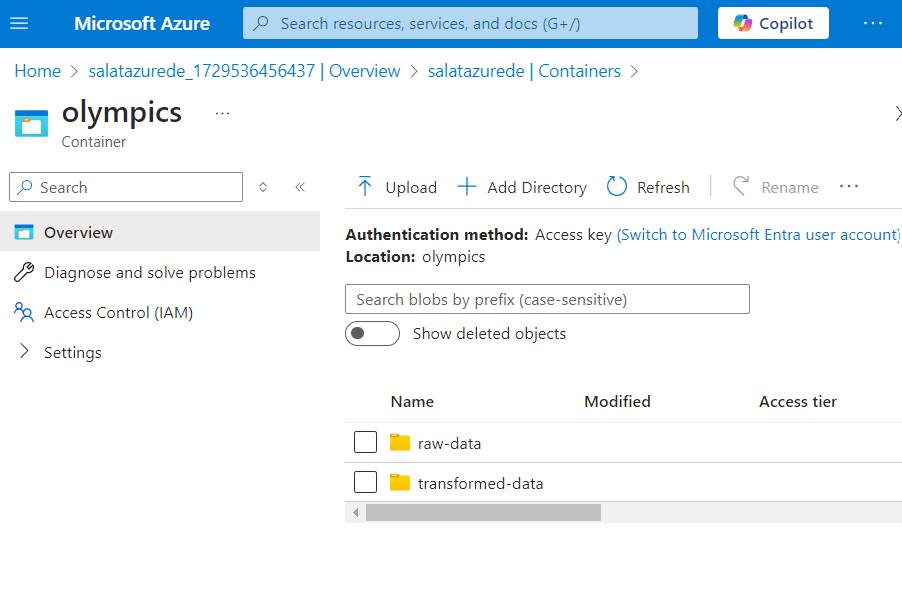 Microsoft Azure
Search resources, services, and docs (G+/)
Copilot
Home > salatazurede_1729536456437 | Overview > salatazurede | Containers >
olympics
Container
Search
Upload
Add Directory
Refresh
Rename
Overview
Diagnose and solve problems
Access Control (IAM)
Settings
Authentication method: Access key (Switch to Microsoft Entra user account)
Location: olympics
Search blobs by prefix (case-sensitive)
Show deleted objects
Name Modified Access tier
raw-data
transformed-data